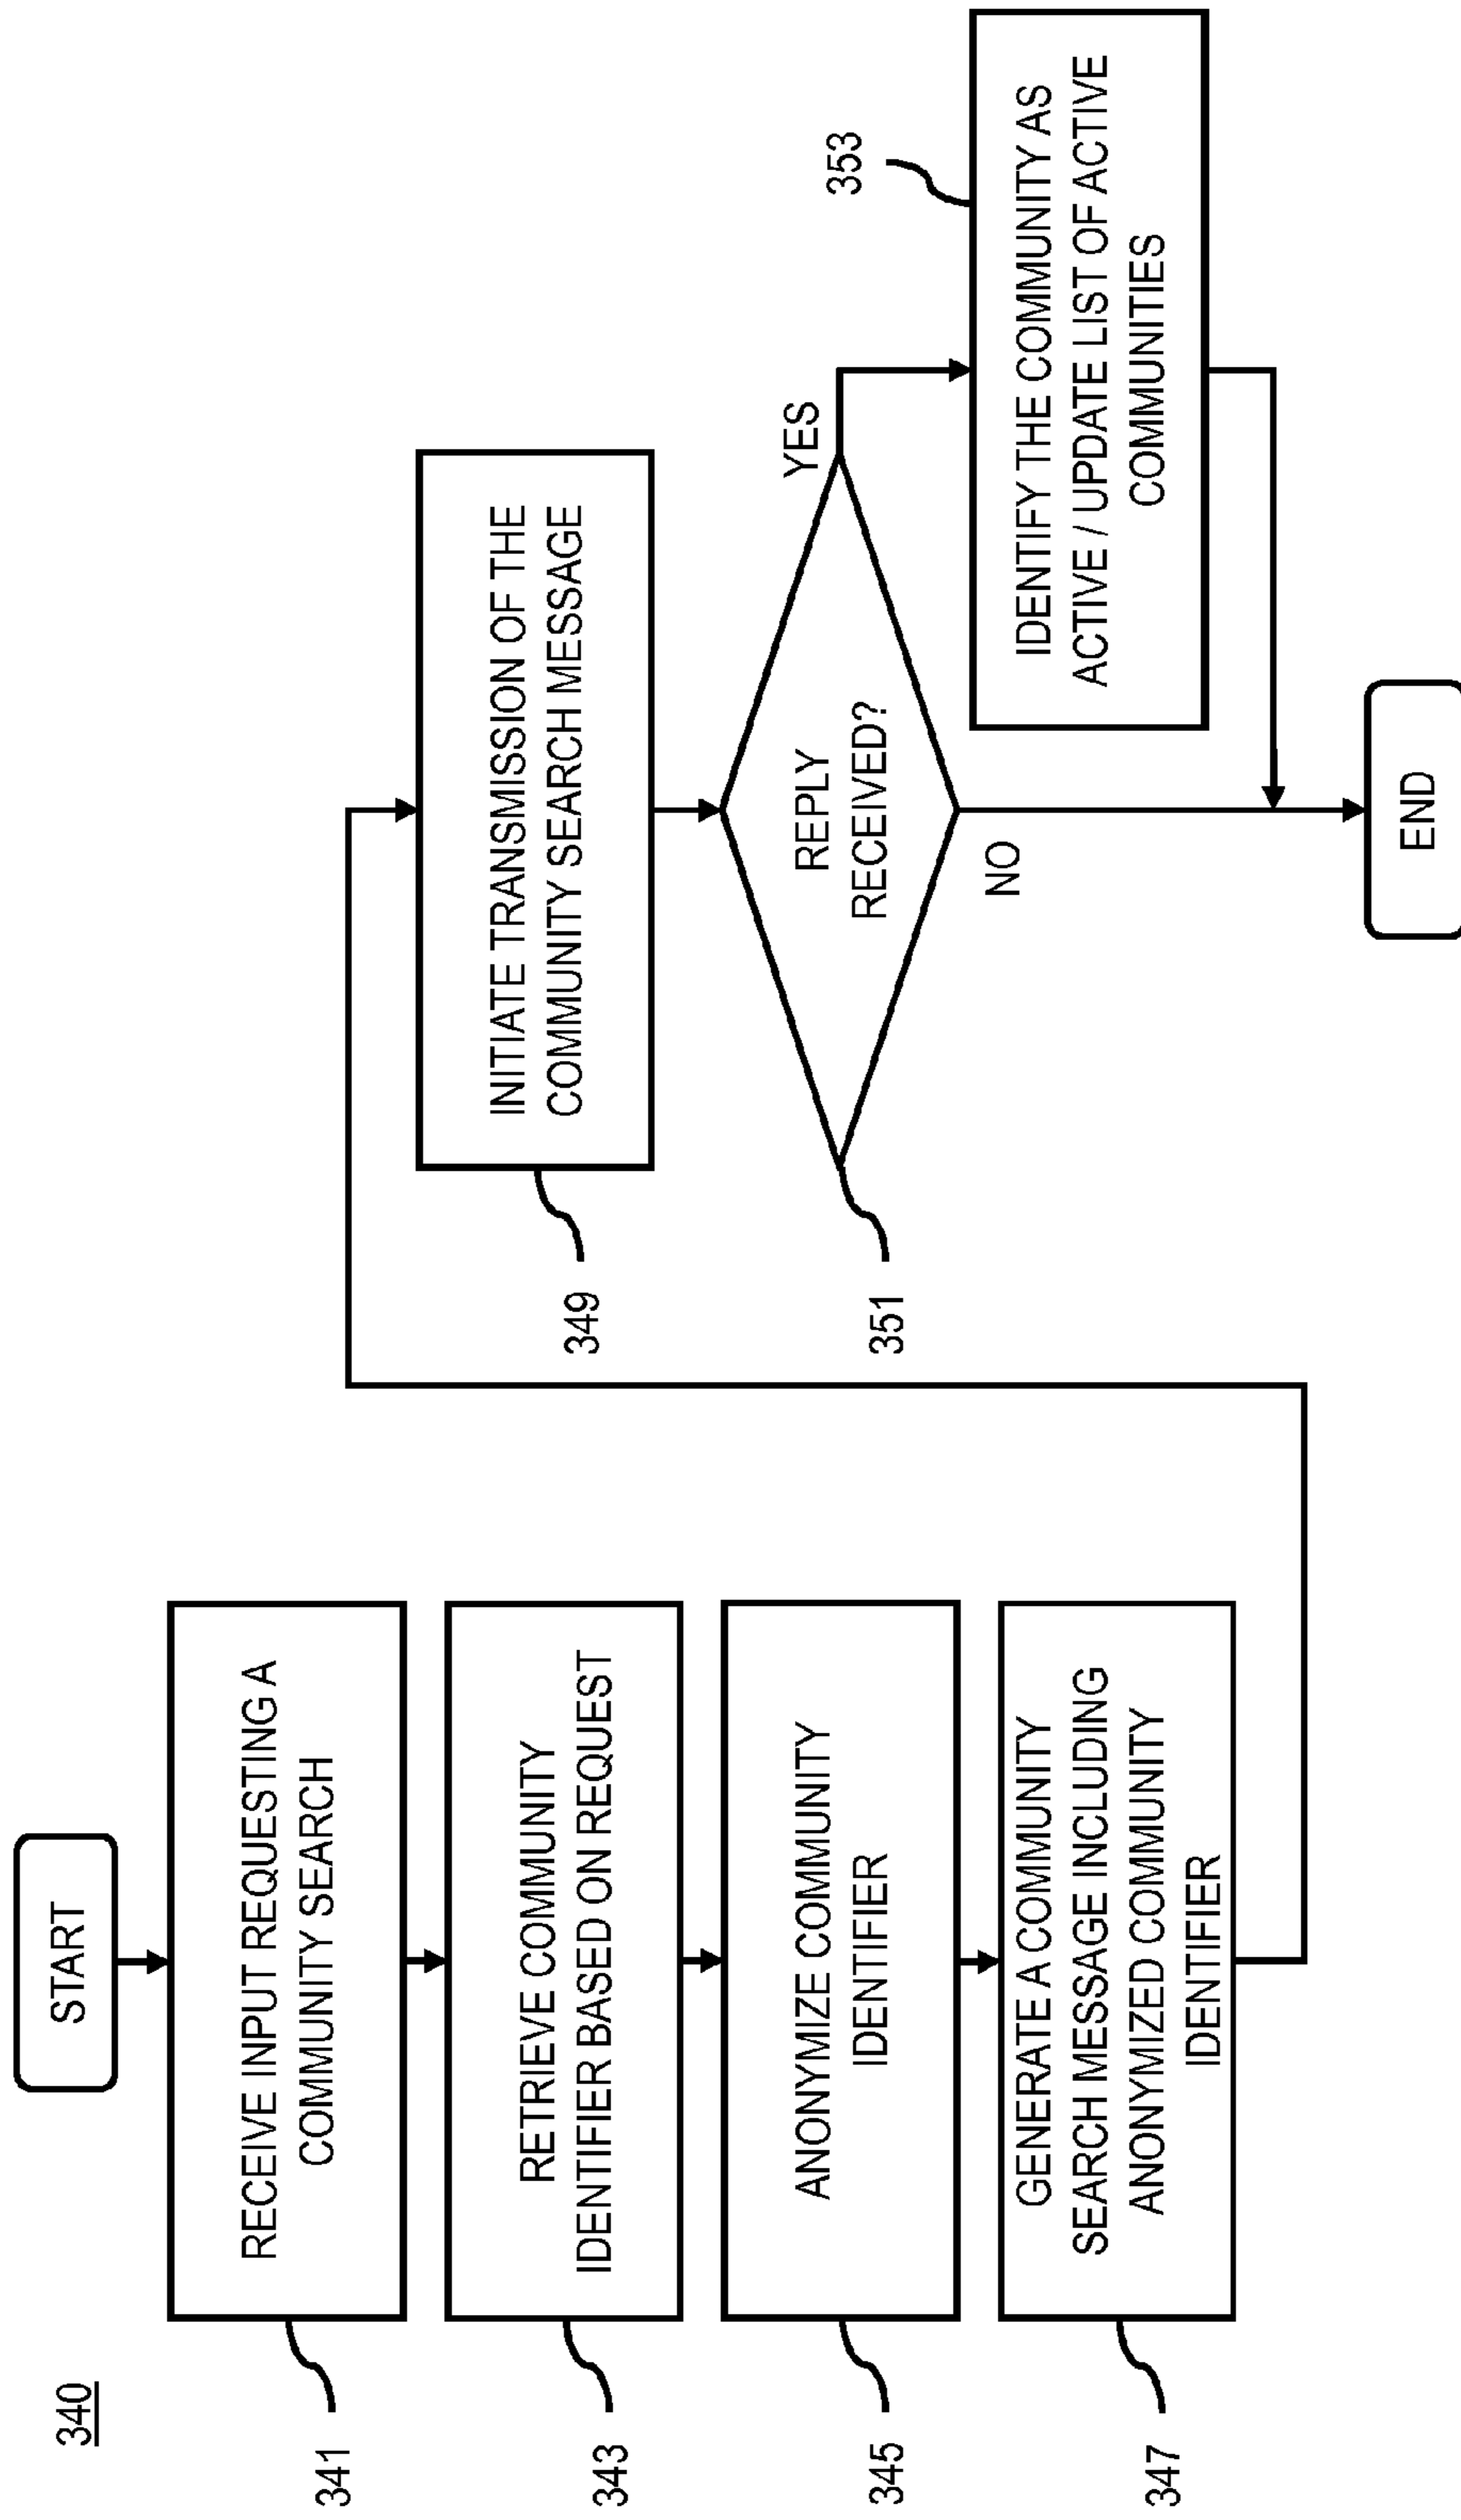 340
START
341
RECEIVE INPUT REQUESTING A
COMMUNITY SEARCH
343
RETRIEVE COMMUNITY
IDENTIFIER BASED ON REQUEST
345
ANONYMIZE COMMUNITY
IDENTIFIER
347
GENERATE A COMMUNITY
SEARCH MESSAGE INCLUDING
ANONYMIZED COMMUNITY
IDENTIFIER
349
INITIATE TRANSMISSION OF THE
COMMUNITY SEARCH MESSAGE
351
REPLY
RECEIVED?
YES
NO
353
IDENTIFY THE COMMUNITY AS
ACTIVE / UPDATE LIST OF ACTIVE
COMMUNITIES
END